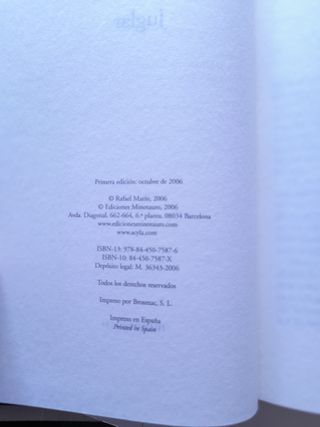 Juglar
Primera edición: octubre de 2006
© Rafael Marín, 2006
© Ediciones Minotauro, 2006
Avda. Diagonal, 662-664, 6.ª planta. 08034 Barcelona
www.edicionesminotauro.com
www.scyla.com
ISBN-13: 978-84-450-7587-6
ISBN-10: 84-450-7587-X
Depósito legal: M. 36343-2006
Todos los derechos reservados
Impreso por Brosmac, S. L.
Impreso en España
Printed in Spain